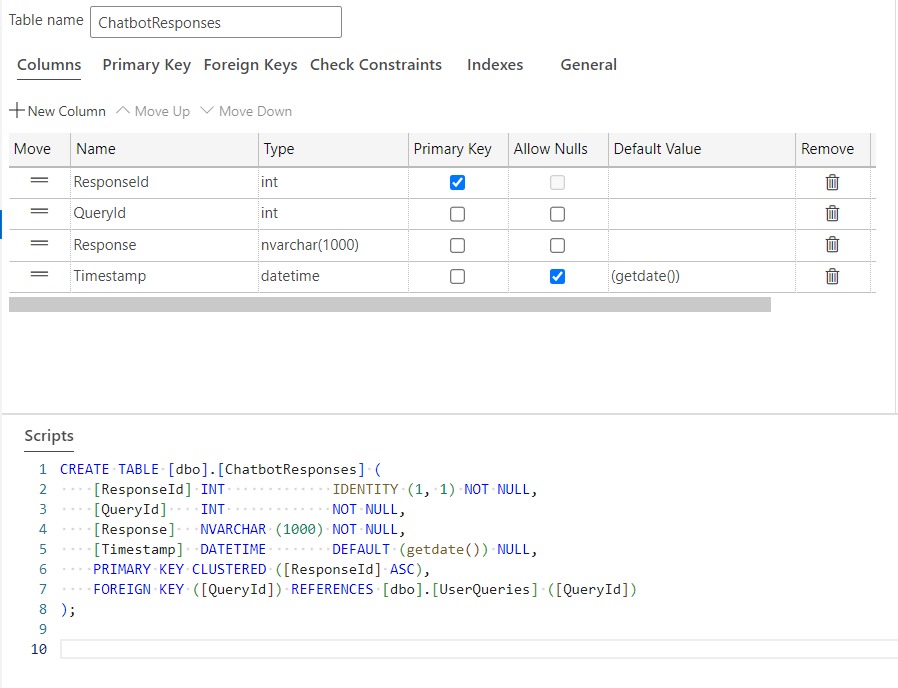 Table name ChatbotResponses
Columns Primary Key Foreign Keys Check Constraints Indexes General
New Column Move Up Move Down
Move Name Type Primary Key Allow Nulls Default Value Remove
ResponseId int
QueryId int
Response nvarchar(1000)
Timestamp datetime (getdate())
Scripts
1 CREATE TABLE [dbo].[ChatbotResponses] (
2 [ResponseId] INT IDENTITY (1, 1) NOT NULL,
3 [QueryId] INT NOT NULL,
4 [Response] NVARCHAR (1000) NOT NULL,
5 [Timestamp] DATETIME DEFAULT (getdate()) NULL,
6 PRIMARY KEY CLUSTERED ([ResponseId] ASC),
7 FOREIGN KEY ([QueryId]) REFERENCES [dbo].[UserQueries] ([QueryId])
8 );
9
10